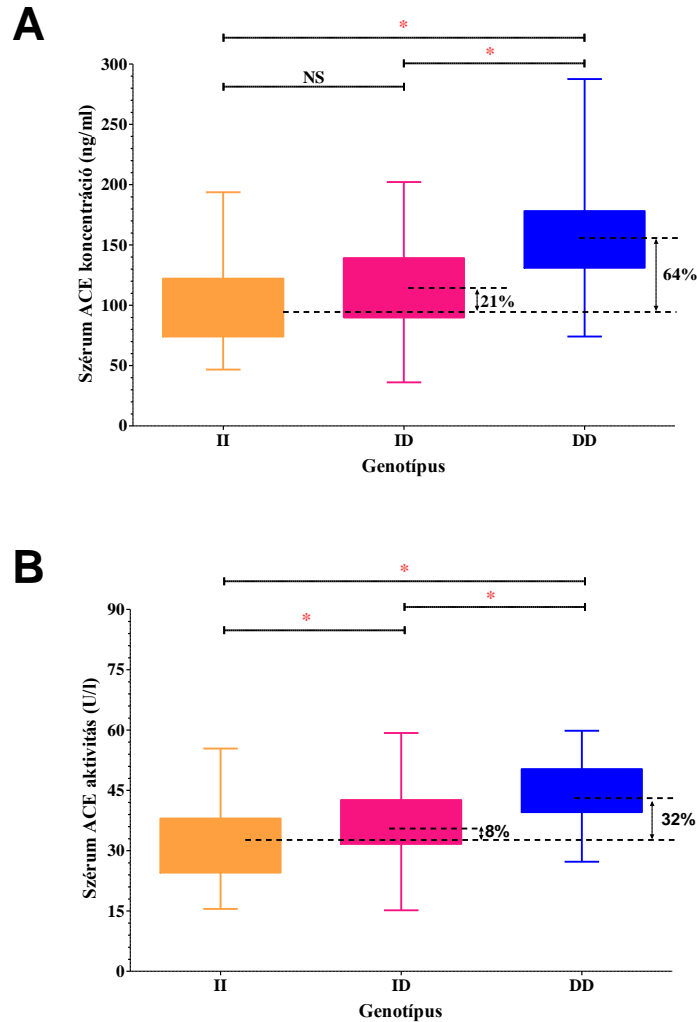 A
*
*
NS
Szérum ACE koncentráció (ng/ml)
300
250
200
150
100
50
0
21%
64%
II
ID
DD
Genotípus
B
*
*
*
Szérum ACE aktivitás (U/l)
90
75
60
45
30
15
0
8%
32%
II
ID
DD
Genotípus